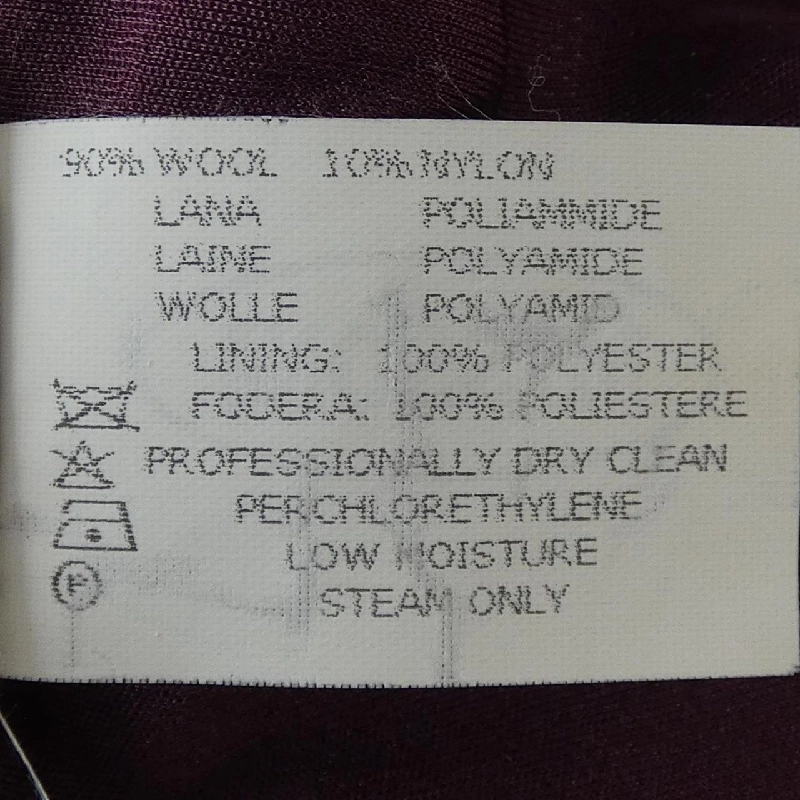 90% WOOL 10% NYLON
LANA POLIAMMIDE
LAINE POLYAMIDE
WOLLE POLYAMID
LINING: 100% POLYESTER
FODERA: 100% POLIESTERE
PROFESSIONALLY DRY CLEAN
PERCHLORETHYLENE
LOW MOISTURE
P STEAM ONLY